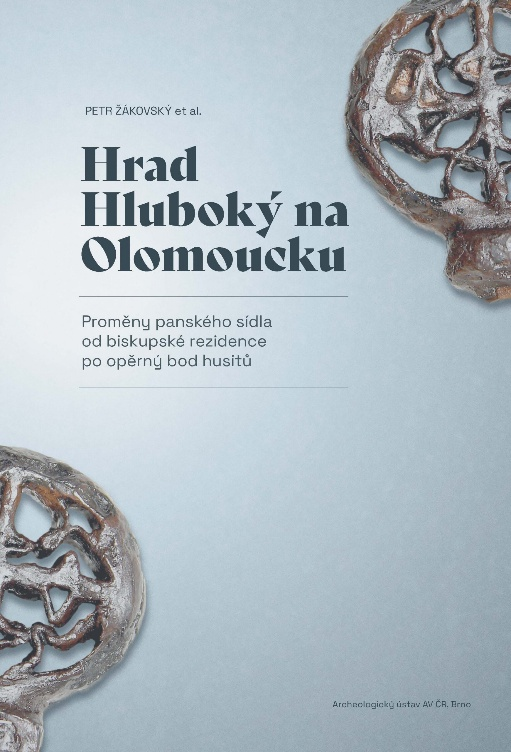 PETR ŽÁKOVSKÝ et al.
Hrad
Hluboký na
Olomoucku
Proměny panského sídla
od biskupské rezidence
po opěrný bod husitů
Archeologický ústav AV ČR, Brno